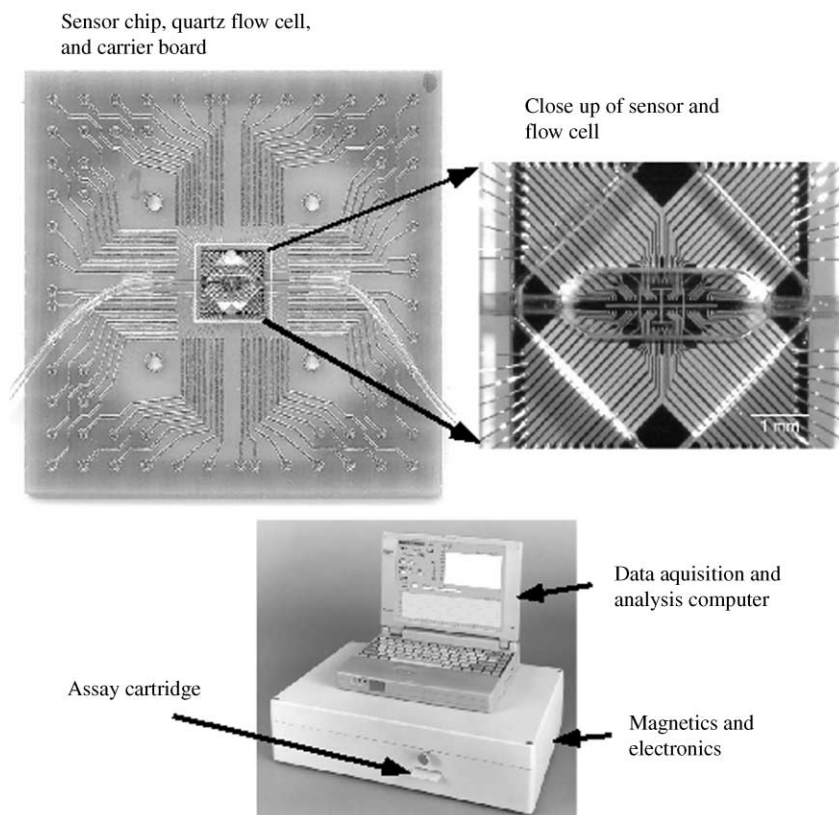 Sensor chip, quartz flow cell,
and carrier board
Close up of sensor and
flow cell
1 mm
Data aquisition and
analysis computer
Assay cartridge
Magnetics and
electronics